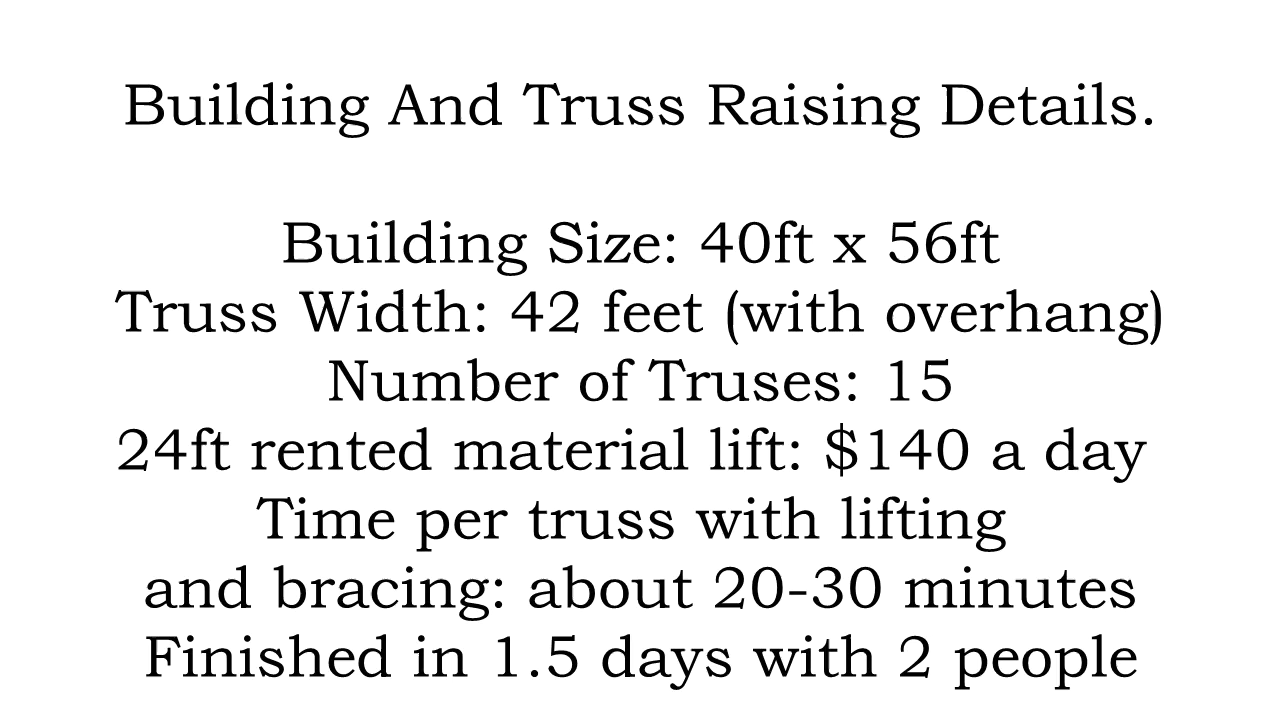 Building And Truss Raising Details.
Building Size: 40ft x 56ft
Truss Width: 42 feet (with overhang)
Number of Truses: 15
24ft rented material lift: $140 a day
Time per truss with lifting
and bracing: about 20-30 minutes
Finished in 1.5 days with 2 people